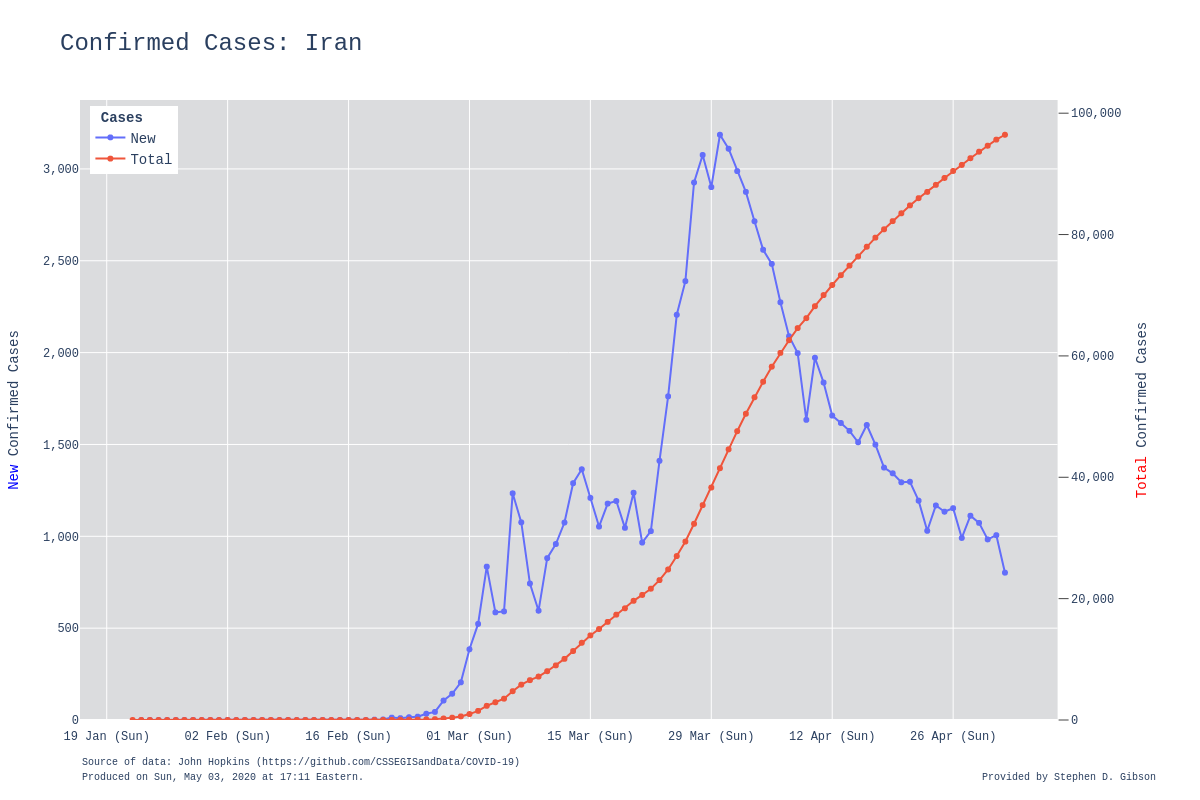 Confirmed Cases: Iran
Cases
New
Total
3,000
2,500
2,000
1,500
1,000
500
0
New Confirmed Cases
100,000
80,000
60,000
40,000
20,000
0
Total Confirmed Cases
19 Jan (Sun) 02 Feb (Sun) 16 Feb (Sun) 01 Mar (Sun) 15 Mar (Sun) 29 Mar (Sun) 12 Apr (Sun) 26 Apr (Sun)
Source of data: John Hopkins (https://github.com/CSSEGISandData/COVID-19)
Produced on Sun, May 03, 2020 at 17:11 Eastern.
Provided by Stephen D. Gibson